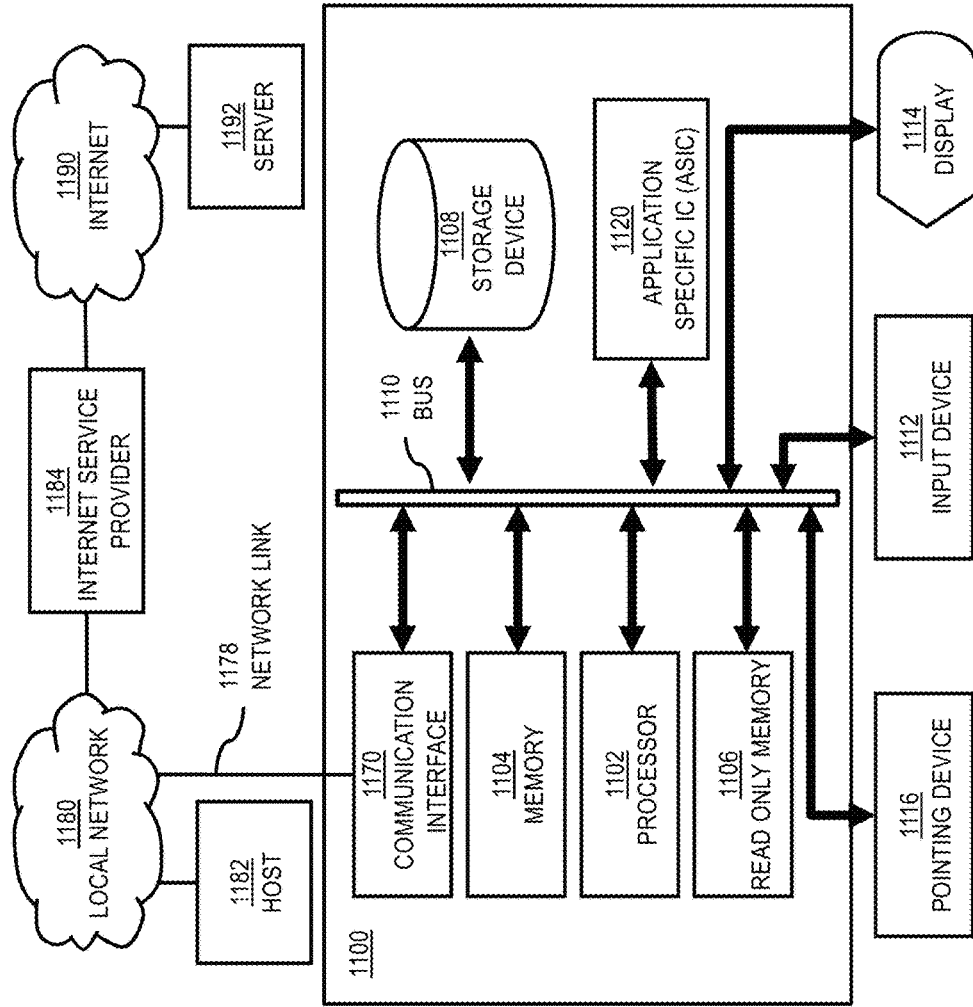 1180
LOCAL NETWORK
1184
INTERNET SERVICE
PROVIDER
1190
INTERNET
1182
HOST
1178
NETWORK LINK
1192
SERVER
1100
1170
COMMUNICATION
INTERFACE
1110
BUS
1108
STORAGE
DEVICE
1104
MEMORY
1102
PROCESSOR
1120
APPLICATION
SPECIFIC IC (ASIC)
1106
READ ONLY MEMORY
1116
POINTING DEVICE
1112
INPUT DEVICE
1114
DISPLAY